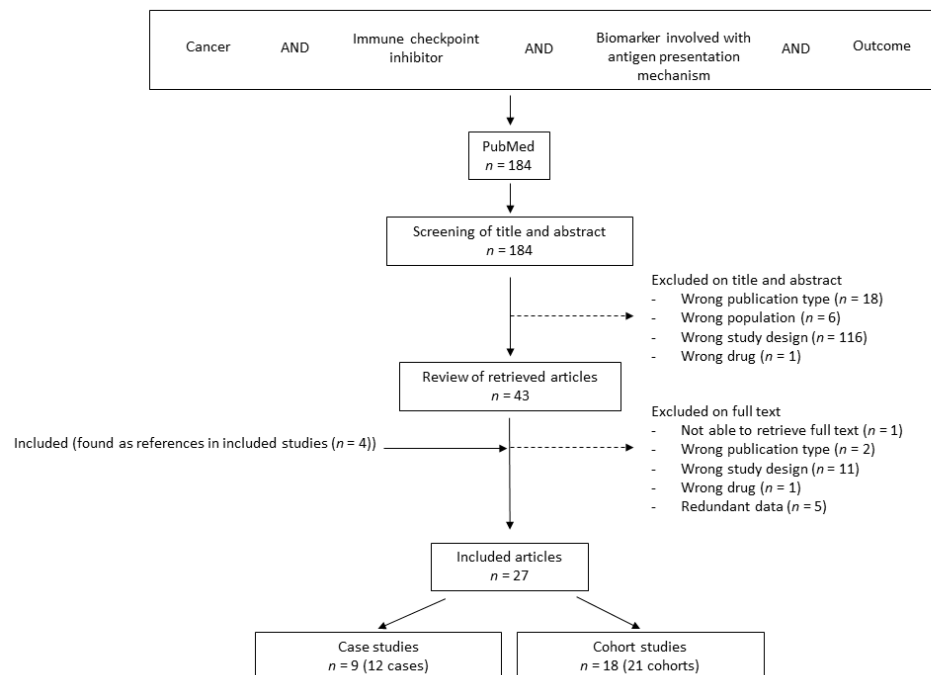 Cancer AND Immune checkpoint inhibitor AND Biomarker involved with antigen presentation mechanism AND Outcome
PubMed
n = 184
Screening of title and abstract
n = 184
Excluded on title and abstract
- Wrong publication type (n = 18)
- Wrong population (n = 6)
- Wrong study design (n = 116)
- Wrong drug (n = 1)
Review of retrieved articles
n = 43
Included (found as references in included studies (n = 4))
Excluded on full text
- Not able to retrieve full text (n = 1)
- Wrong publication type (n = 2)
- Wrong study design (n = 11)
- Wrong drug (n = 1)
- Redundant data (n = 5)
Included articles
n = 27
Case studies
n = 9 (12 cases)
Cohort studies
n = 18 (21 cohorts)